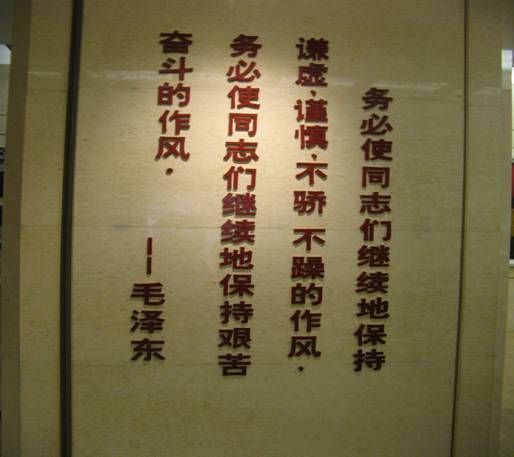 务必使同志们继续地保持
谦虚、谨慎、不骄 不躁的作风，
务必使同志们继续地保持艰苦
奋斗的作风，
——毛泽东